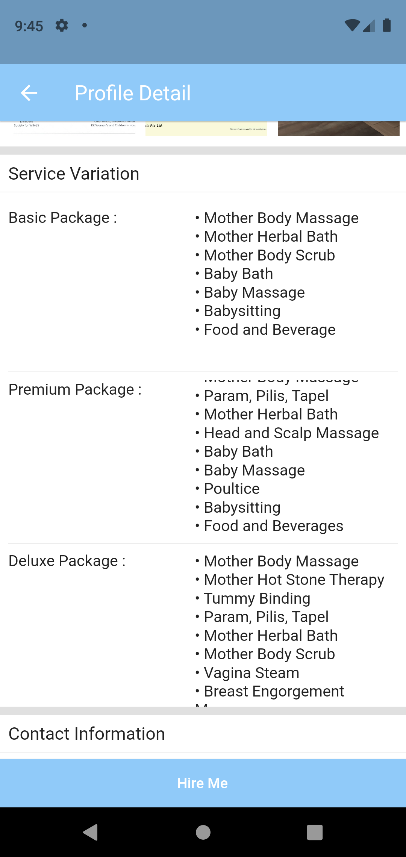 9:45
Profile Detail
Service Variation
Basic Package :
• Mother Body Massage
• Mother Herbal Bath
• Mother Body Scrub
• Baby Bath
• Baby Massage
• Babysitting
• Food and Beverage
Premium Package :
• Mother Body Massage
• Param, Pilis, Tapel
• Mother Herbal Bath
• Head and Scalp Massage
• Baby Bath
• Baby Massage
• Poultice
• Babysitting
• Food and Beverages
Deluxe Package :
• Mother Body Massage
• Mother Hot Stone Therapy
• Tummy Binding
• Param, Pilis, Tapel
• Mother Herbal Bath
• Mother Body Scrub
• Vagina Steam
• Breast Engorgement
Contact Information
Hire Me